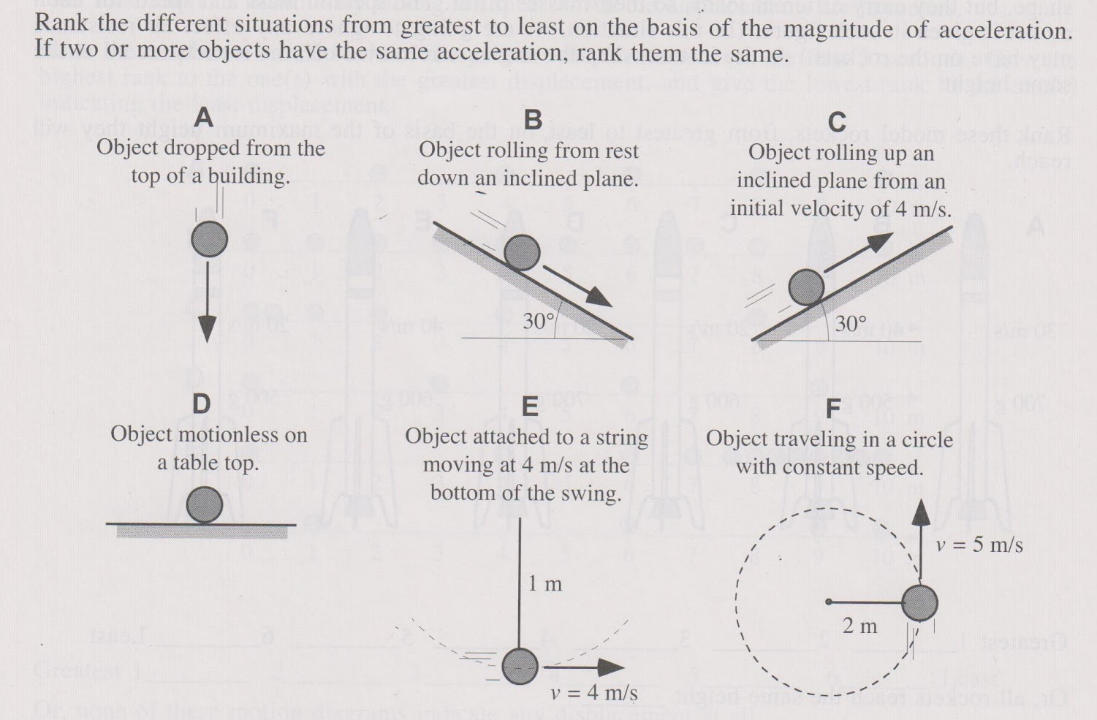 Rank the different situations from greatest to least on the basis of the magnitude of acceleration.
If two or more objects have the same acceleration, rank them the same.
A
Object dropped from the
top of a building.
B
Object rolling from rest
down an inclined plane.
C
Object rolling up an
inclined plane from an
initial velocity of 4 m/s.
30°
30°
D
Object motionless on
a table top.
E
Object attached to a string
moving at 4 m/s at the
bottom of the swing.
F
Object traveling in a circle
with constant speed.
v = 5 m/s
1 m
2 m
v = 4 m/s